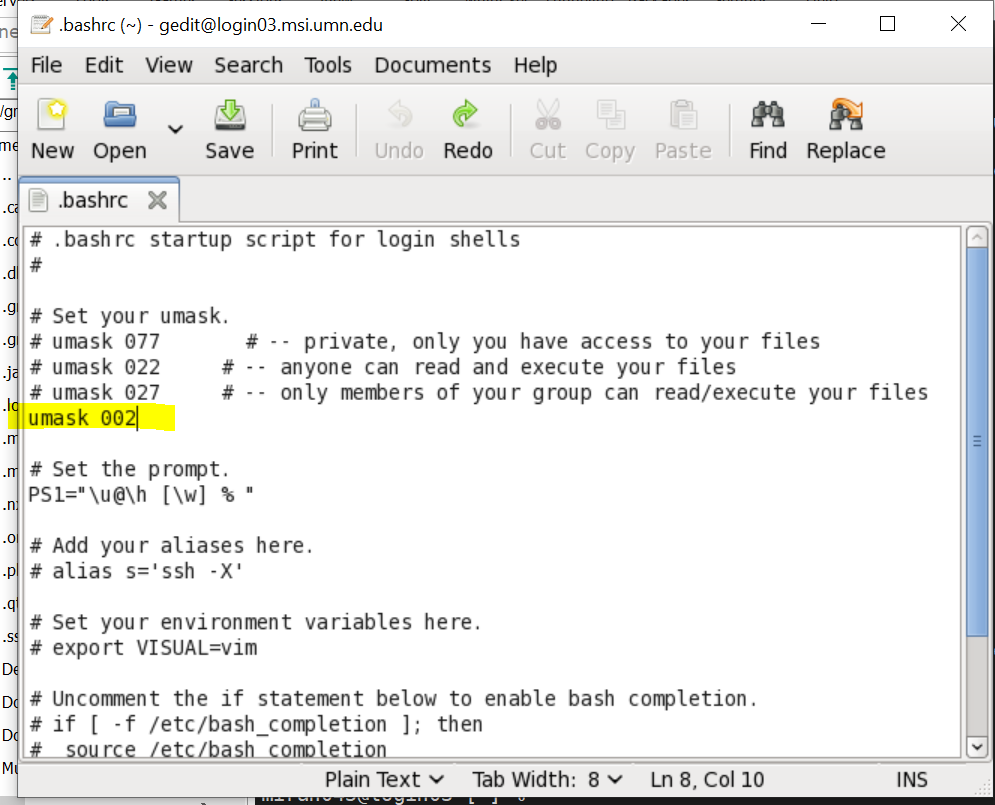 .bashrc (~) - gedit@login03.msi.umn.edu
File Edit View Search Tools Documents Help
New Open Save Print Undo Redo Cut Copy Paste Find Replace
.bashrc
# .bashrc startup script for login shells
#
# Set your umask.
# umask 077 # -- private, only you have access to your files
# umask 022 # -- anyone can read and execute your files
# umask 027 # -- only members of your group can read/execute your files
umask 002
# Set the prompt.
PS1="\u@\h [\w] % "
# Add your aliases here.
# alias s='ssh -X'
# Set your environment variables here.
# export VISUAL=vim
# Uncomment the if statement below to enable bash completion.
# if [ -f /etc/bash_completion ]; then
# source /etc/bash_completion
Plain Text Tab Width: 8 Ln 8, Col 10 INS